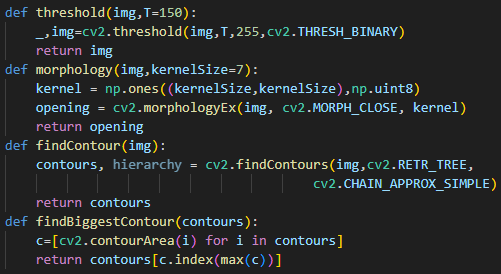 def threshold(img,T=150):
    _,img=cv2.threshold(img,T,255,cv2.THRESH_BINARY)
    return img
def morphology(img,kernelSize=7):
    kernel = np.ones((kernelSize,kernelSize),np.uint8)
    opening = cv2.morphologyEx(img, cv2.MORPH_CLOSE, kernel)
    return opening
def findContour(img):
    contours, hierarchy = cv2.findContours(img,cv2.RETR_TREE,
                                           cv2.CHAIN_APPROX_SIMPLE)
    return contours
def findBiggestContour(contours):
    c=[cv2.contourArea(i) for i in contours]
    return contours[c.index(max(c))]